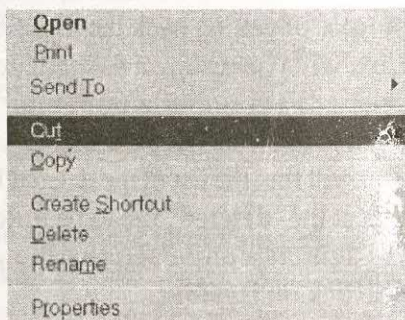 Open
Print
Send To
Cut
Copy
Create Shortcut
Delete
Rename
Properties